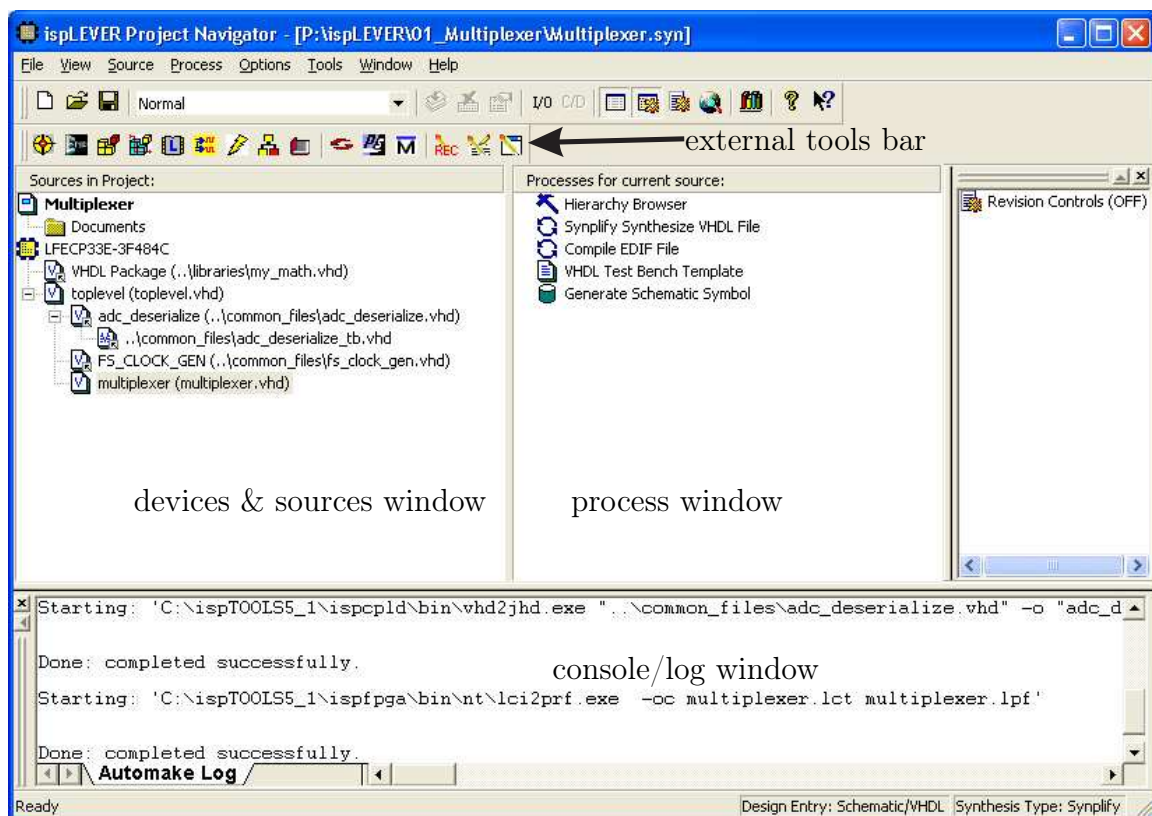 ispLEVER Project Navigator - [P:\ispLEVER\01_Multiplexer\Multiplexer.syn]
File View Source Process Options Tools Window Help
Normal
I/O C/D
REC
external tools bar
Sources in Project:
Multiplexer
Documents
LFECP33E-3F484C
VHDL Package (..\libraries\my_math.vhd)
toplevel (toplevel.vhd)
adc_deserialize (..\common_files\adc_deserialize.vhd)
..\common_files\adc_deserialize_tb.vhd
FS_CLOCK_GEN (..\common_files\fs_clock_gen.vhd)
multiplexer (multiplexer.vhd)
devices & sources window
Processes for current source:
Hierarchy Browser
Synplify Synthesize VHDL File
Compile EDIF File
VHDL Test Bench Template
Generate Schematic Symbol
process window
Revision Controls (OFF)
Starting: 'C:\ispTOOLS5_1\ispcpld\bin\vhd2jhd.exe "..\common_files\adc_deserialize.vhd" -o "adc_d
Done: completed successfully.
console/log window
Starting: 'C:\ispTOOLS5_1\ispfpga\bin\nt\lci2prf.exe -oc multiplexer.lct multiplexer.lpf'
Done: completed successfully.
Automake Log
Ready
Design Entry: Schematic/VHDL Synthesis Type: Synplify